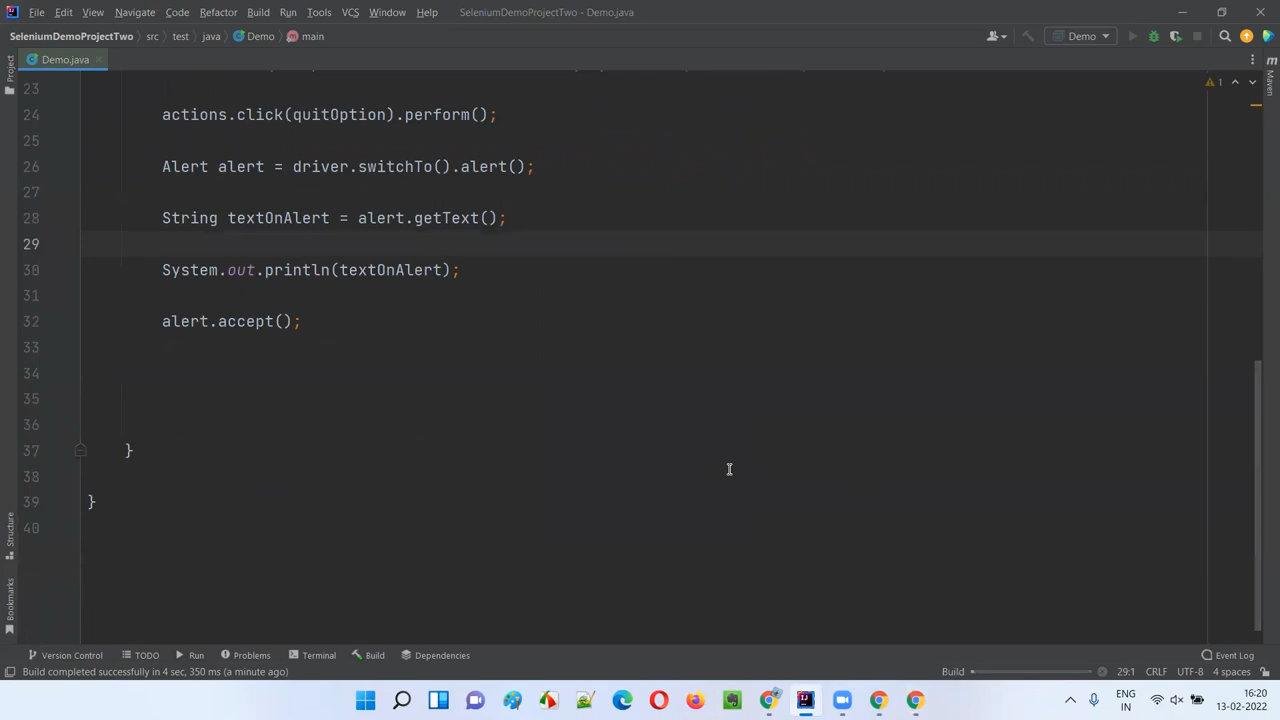 File Edit View Navigate Code Refactor Build Run Tools VCS Window Help SeleniumDemoProjectTwo - Demo.java
SeleniumDemoProjectTwo src test java Demo main Demo
Project Demo.java Maven
1
23
24 actions.click(quitOption).perform();
25
26 Alert alert = driver.switchTo().alert();
27
28 String textOnAlert = alert.getText();
29
30 System.out.println(textOnAlert);
31
32 alert.accept();
33
34
35
36
37 }
38
39 }
40
Structure
Bookmarks
Version Control TODO Run Problems Terminal Build Dependencies Event Log
Build completed successfully in 4 sec, 350 ms (a minute ago) Build 29:1 CRLF UTF-8 4 spaces
ENG
IN
16:20
13-02-2022